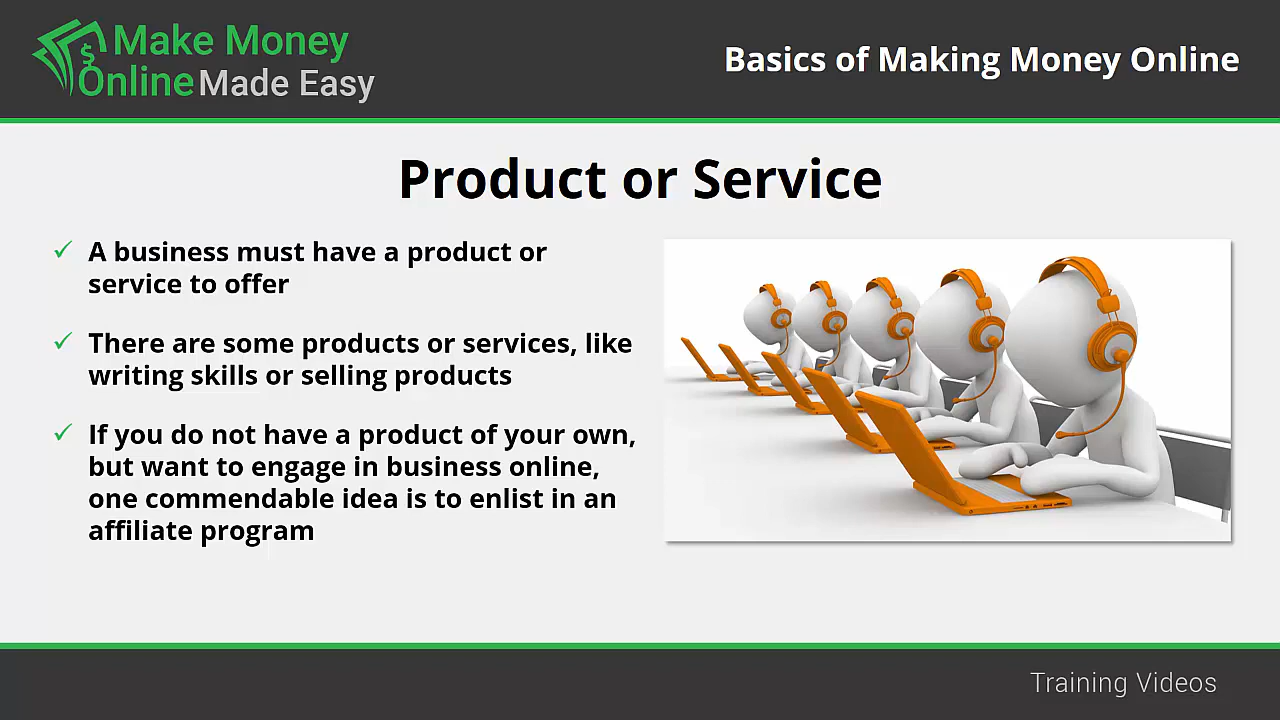 Make Money
Online Made Easy
Basics of Making Money Online
Product or Service
A business must have a product or
service to offer
There are some products or services, like
writing skills or selling products
If you do not have a product of your own,
but want to engage in business online,
one commendable idea is to enlist in an
affiliate program
Training Videos